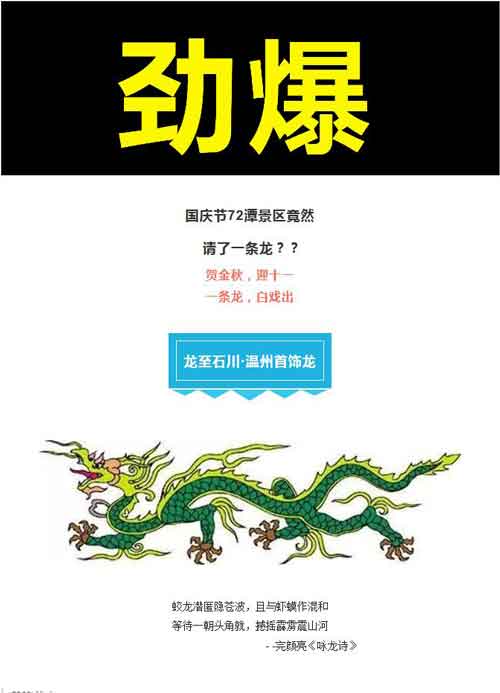 劲爆
国庆节72潭景区竟然
请了一条龙？？
贺金秋，迎十一
一条龙，白戏出
龙至石川·温州首饰龙
蛟龙潜匿隐苍波，且与虾蟆作混和
等待一朝头角就，撼摇霹雳震山河
--完颜亮《咏龙诗》